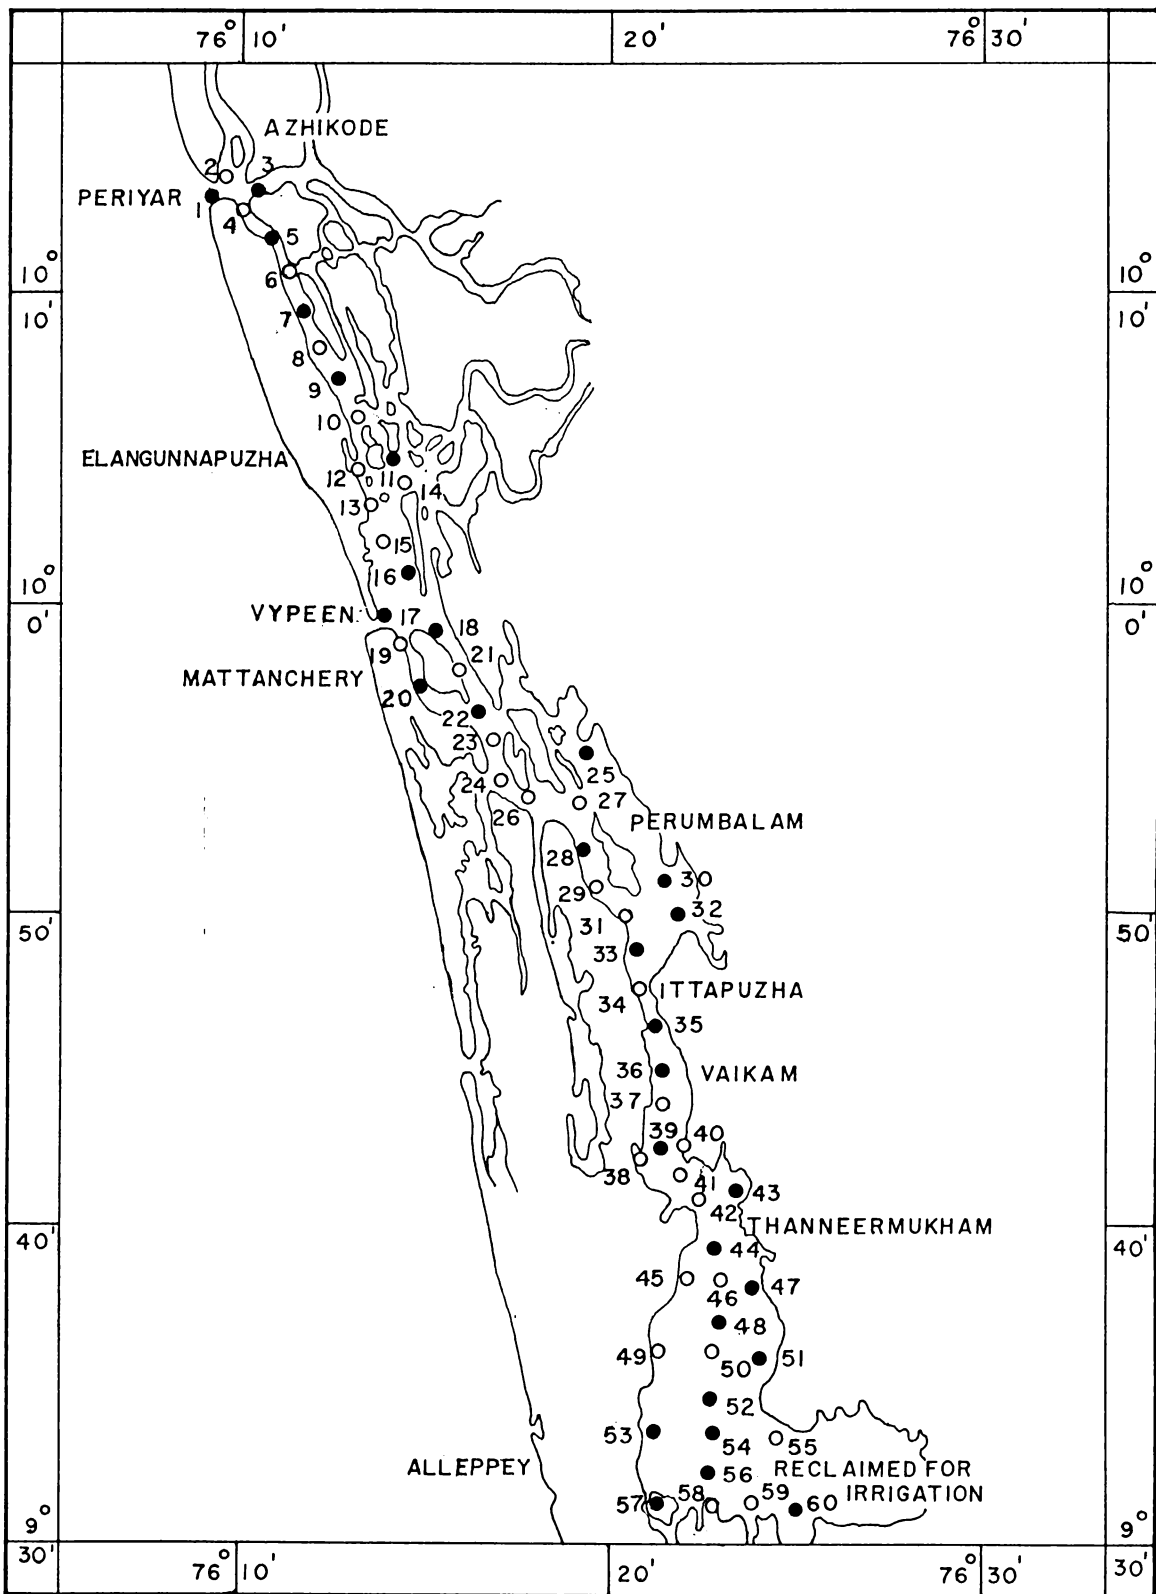 76° 10' 20' 76° 30'
AZHIKODE
2 3
PERIYAR
1 4
5
10° 10' 6 10° 10'
7
8
9
10
ELANGUNNAPUZHA
12 11 14
13
15
16
10° 0' 10° 0'
VYPEEN 17 18
19 21
MATTANCHERY
20
22
23
25
24 27
26 PERUMBALAM
28
30
29
31 32
50' 50'
33
34 ITTAPUZHA
35
36 VAIKAM
37
39 40
38 41 43
42
40' THANNEERMUKHAM 40'
44
45 47
46
48
49 51
50
52
53 54 55
ALLEPPEY 56 RECLAIMED FOR
IRRIGATION
57 58 59 60
9° 30' 9° 30'
76° 10' 20' 76° 30'